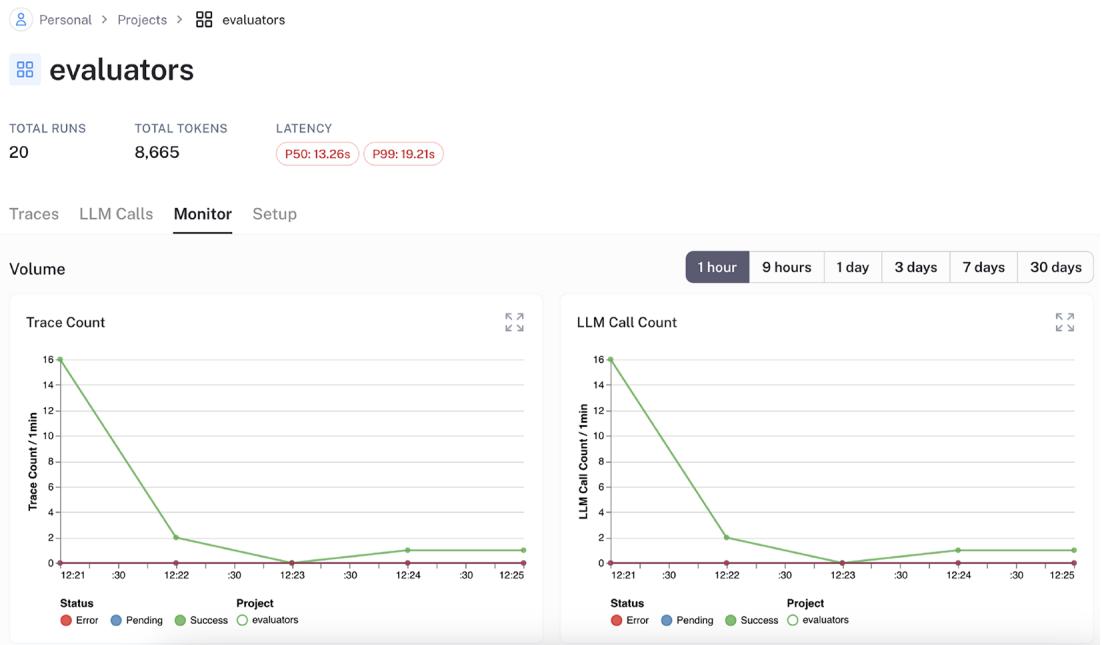 Personal > Projects > evaluators
evaluators
TOTAL RUNS TOTAL TOKENS LATENCY
20 8,665 P50: 13.26s P99: 19.21s
Traces LLM Calls Monitor Setup
Volume 1 hour 9 hours 1 day 3 days 7 days 30 days
Trace Count
Trace Count / 1min
16
14
12
10
8
6
4
2
0
12:21 :30 12:22 :30 12:23 :30 12:24 :30 12:25
Status Project
Error Pending Success evaluators
LLM Call Count
LLM Call Count / 1min
16
14
12
10
8
6
4
2
0
12:21 :30 12:22 :30 12:23 :30 12:24 :30 12:25
Status Project
Error Pending Success evaluators